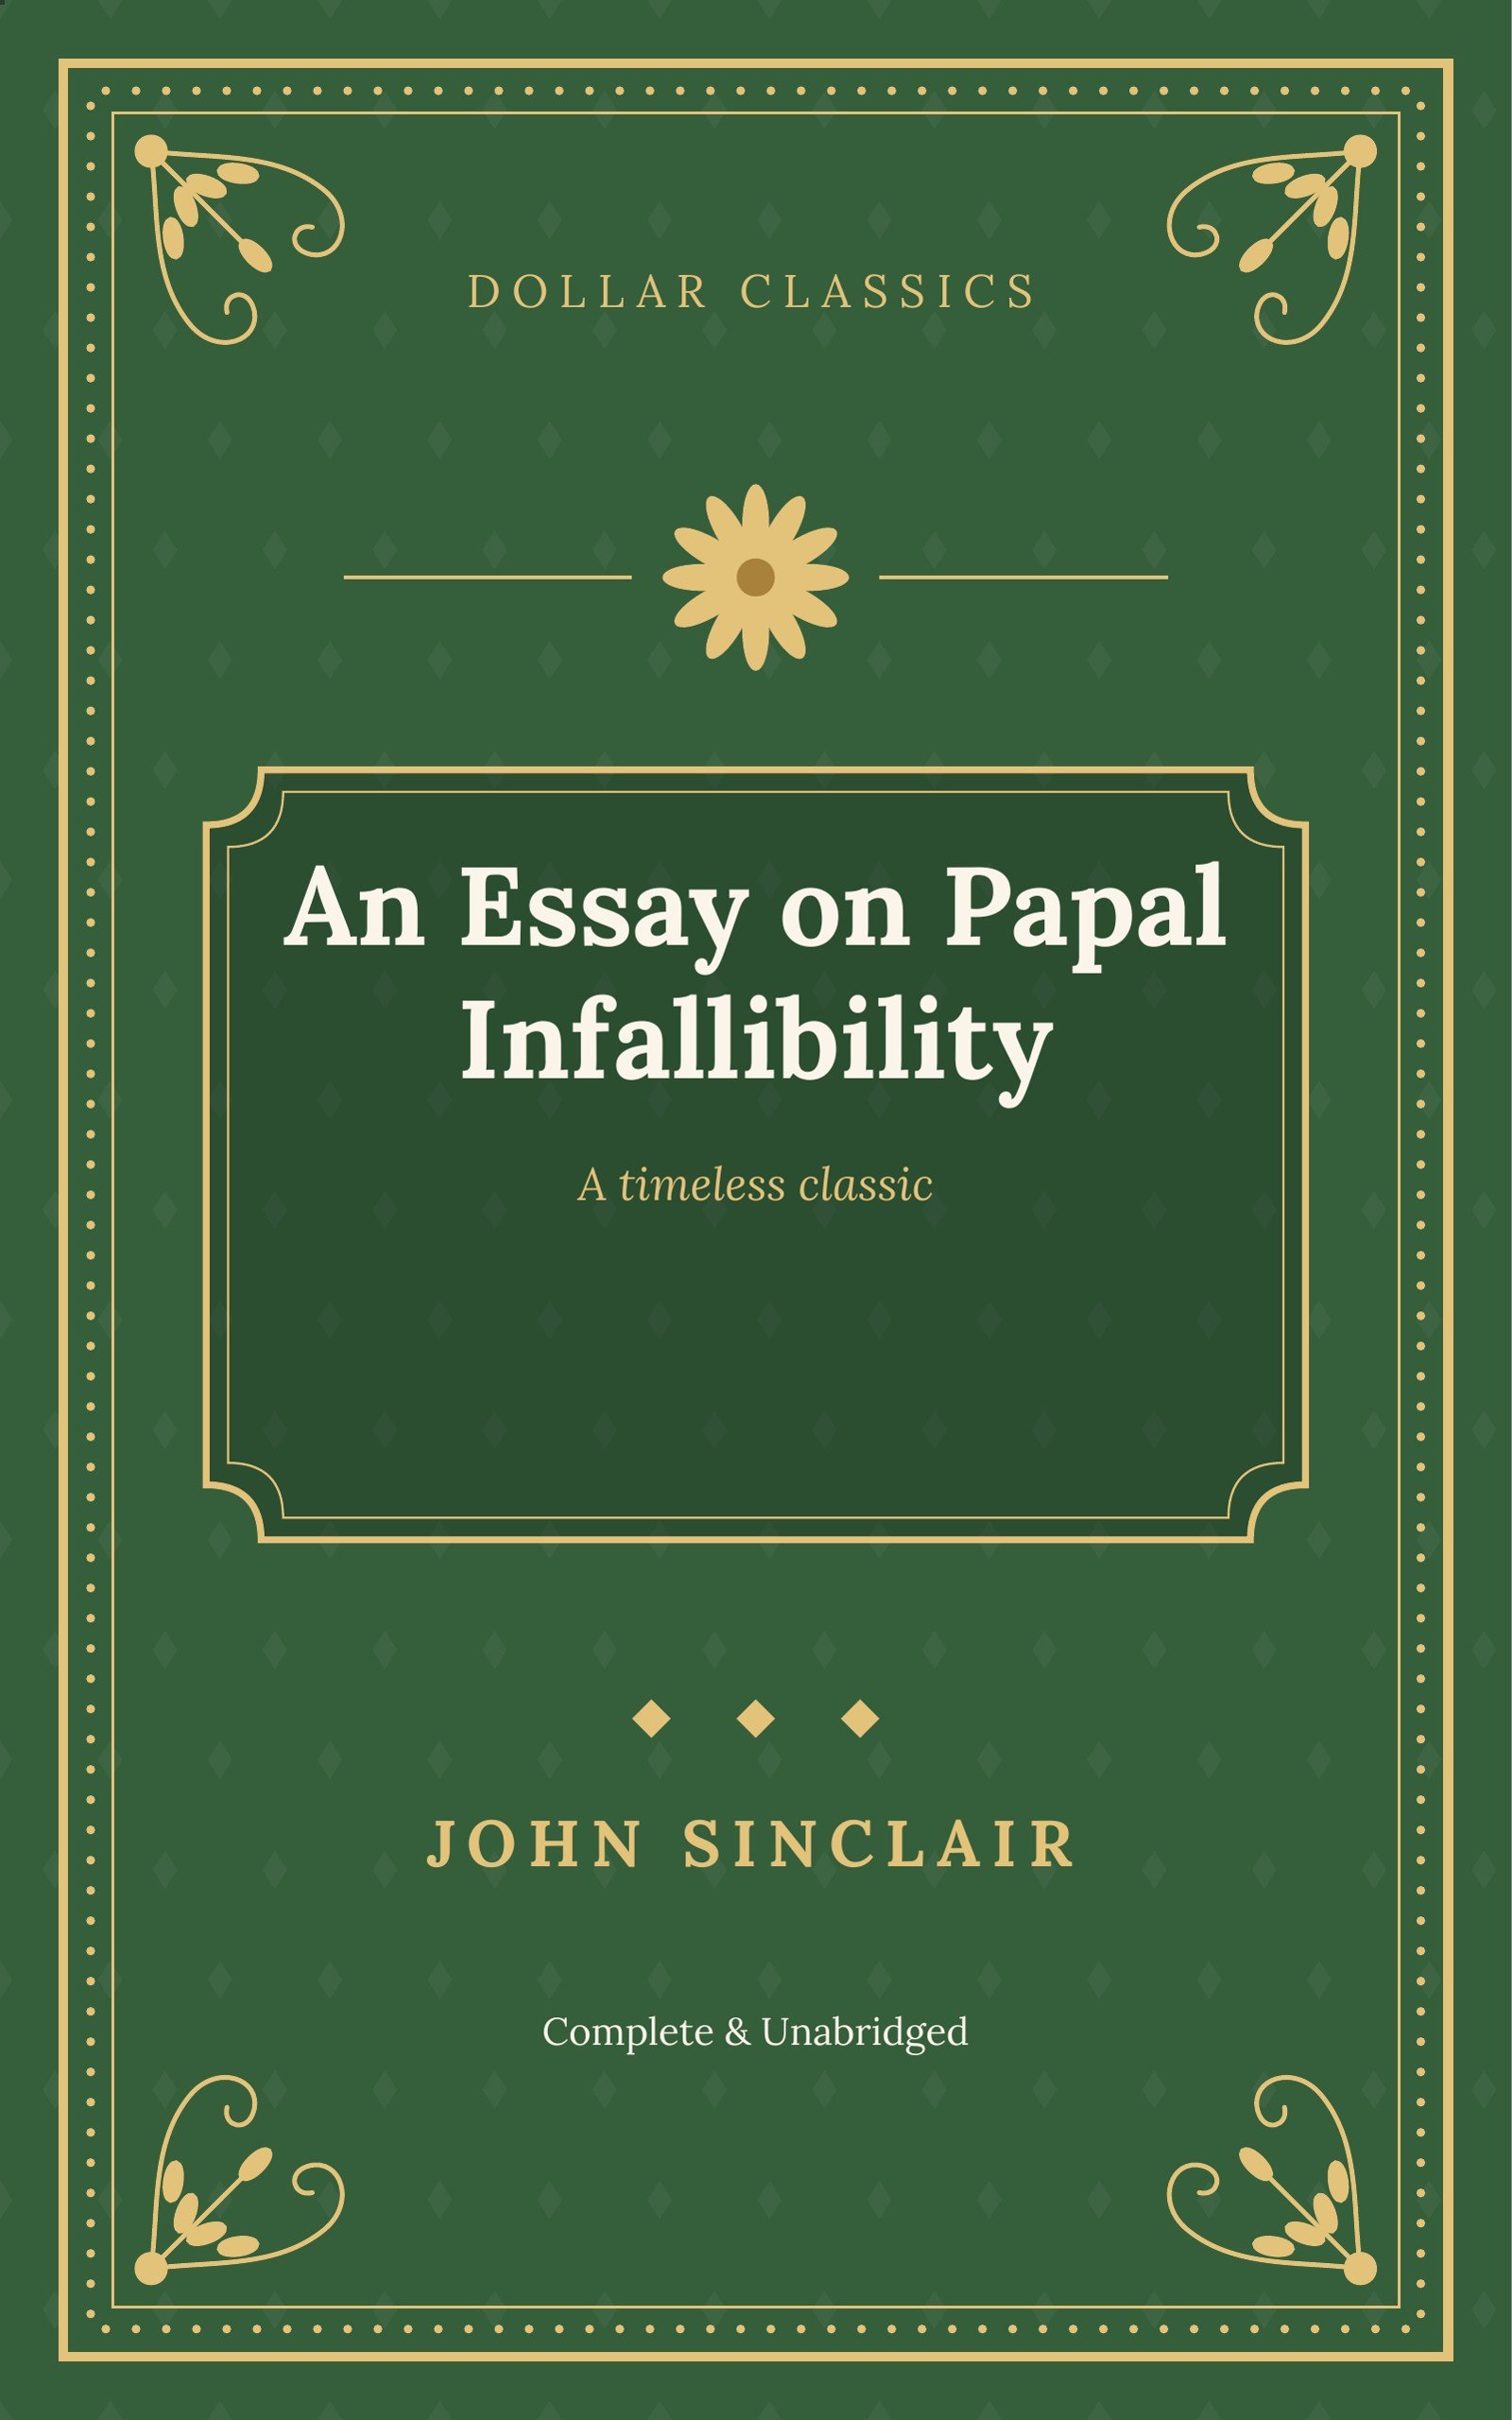 DOLLAR CLASSICS
An Essay on Papal
Infallibility
A timeless classic
JOHN SINCLAIR
Complete & Unabridged